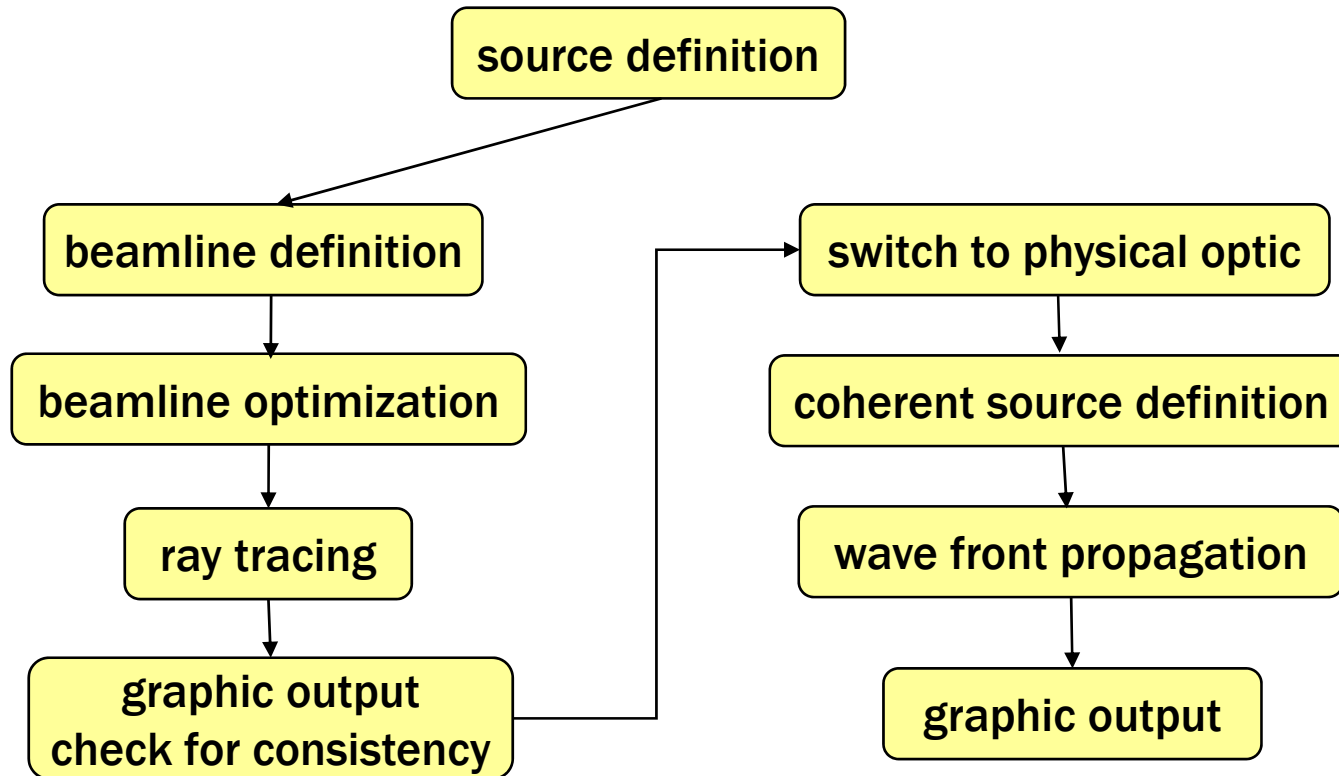 source definition
beamline definition
beamline optimization
ray tracing
graphic output
check for consistency
switch to physical optic
coherent source definition
wave front propagation
graphic output